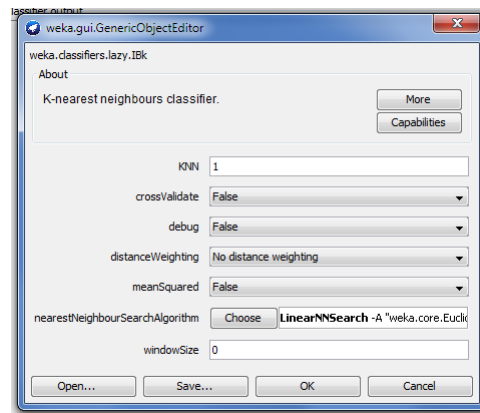 lassifier output
weka.gui.GenericObjectEditor
weka.classifiers.lazy.IBk
About
K-nearest neighbours classifier.
More
Capabilities
KNN 1
crossValidate False
debug False
distanceWeighting No distance weighting
meanSquared False
nearestNeighbourSearchAlgorithm Choose LinearNNSearch -A "weka.core.Euclid
windowSize 0
Open... Save... OK Cancel